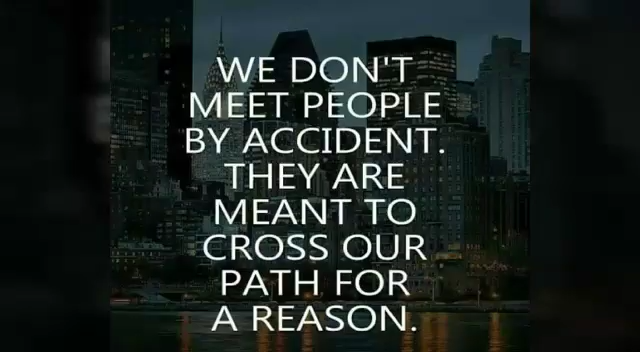 WE DON'T
MEET PEOPLE
BY ACCIDENT.
THEY ARE
MEANT TO
CROSS OUR
PATH FOR
A REASON.